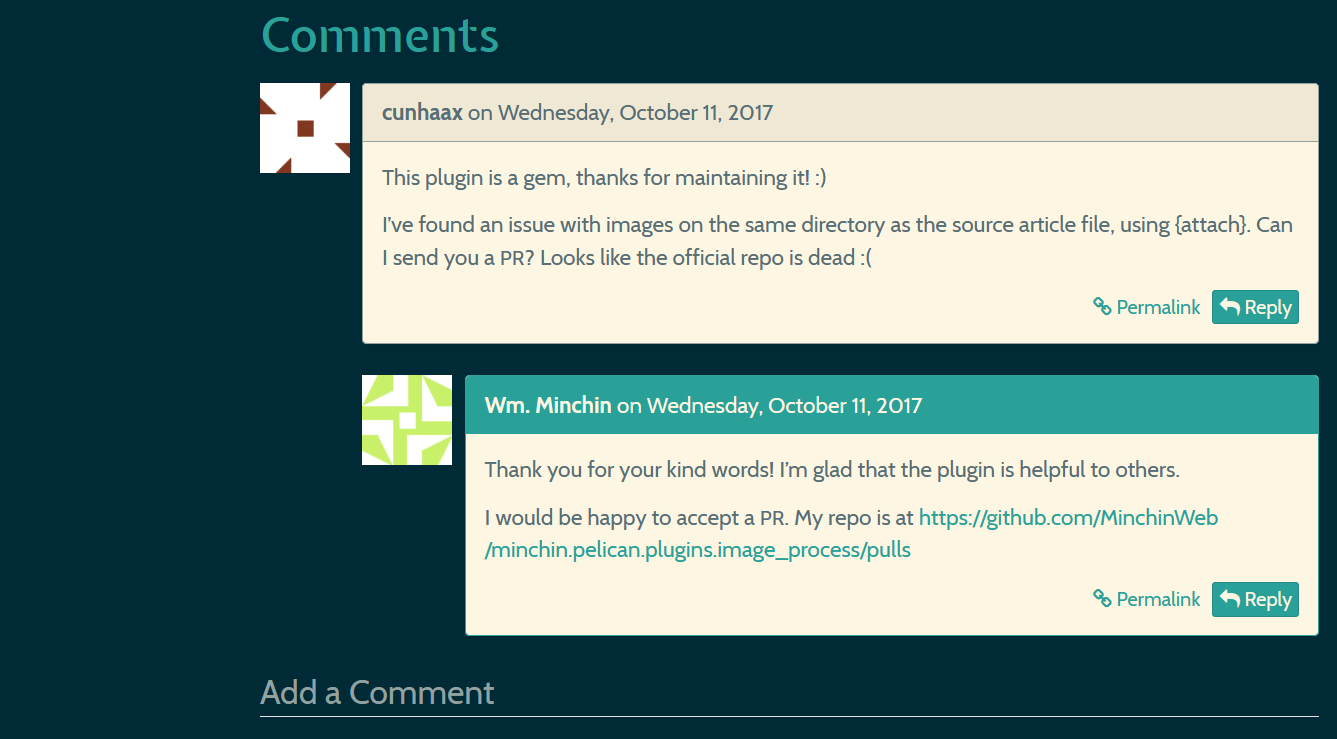 Comments
cunhaax on Wednesday, October 11, 2017
This plugin is a gem, thanks for maintaining it! :)
I’ve found an issue with images on the same directory as the source article file, using {attach}. Can
I send you a PR? Looks like the official repo is dead :(
Permalink Reply
Wm. Minchin on Wednesday, October 11, 2017
Thank you for your kind words! I’m glad that the plugin is helpful to others.
I would be happy to accept a PR. My repo is at https://github.com/MinchinWeb
/minchin.pelican.plugins.image_process/pulls
Permalink Reply
Add a Comment